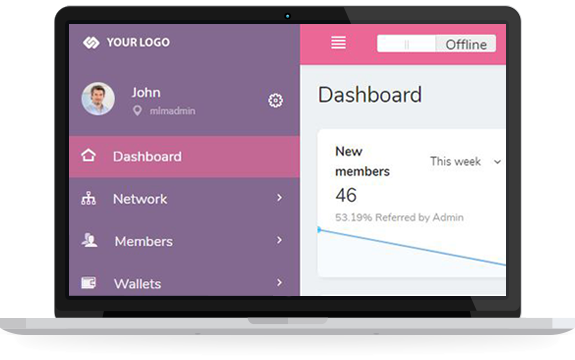 YOUR LOGO
Offline
John
mlmadmin
Dashboard
Dashboard
Network
Members
Wallets
New members
This week
46
53.19% Referred by Admin